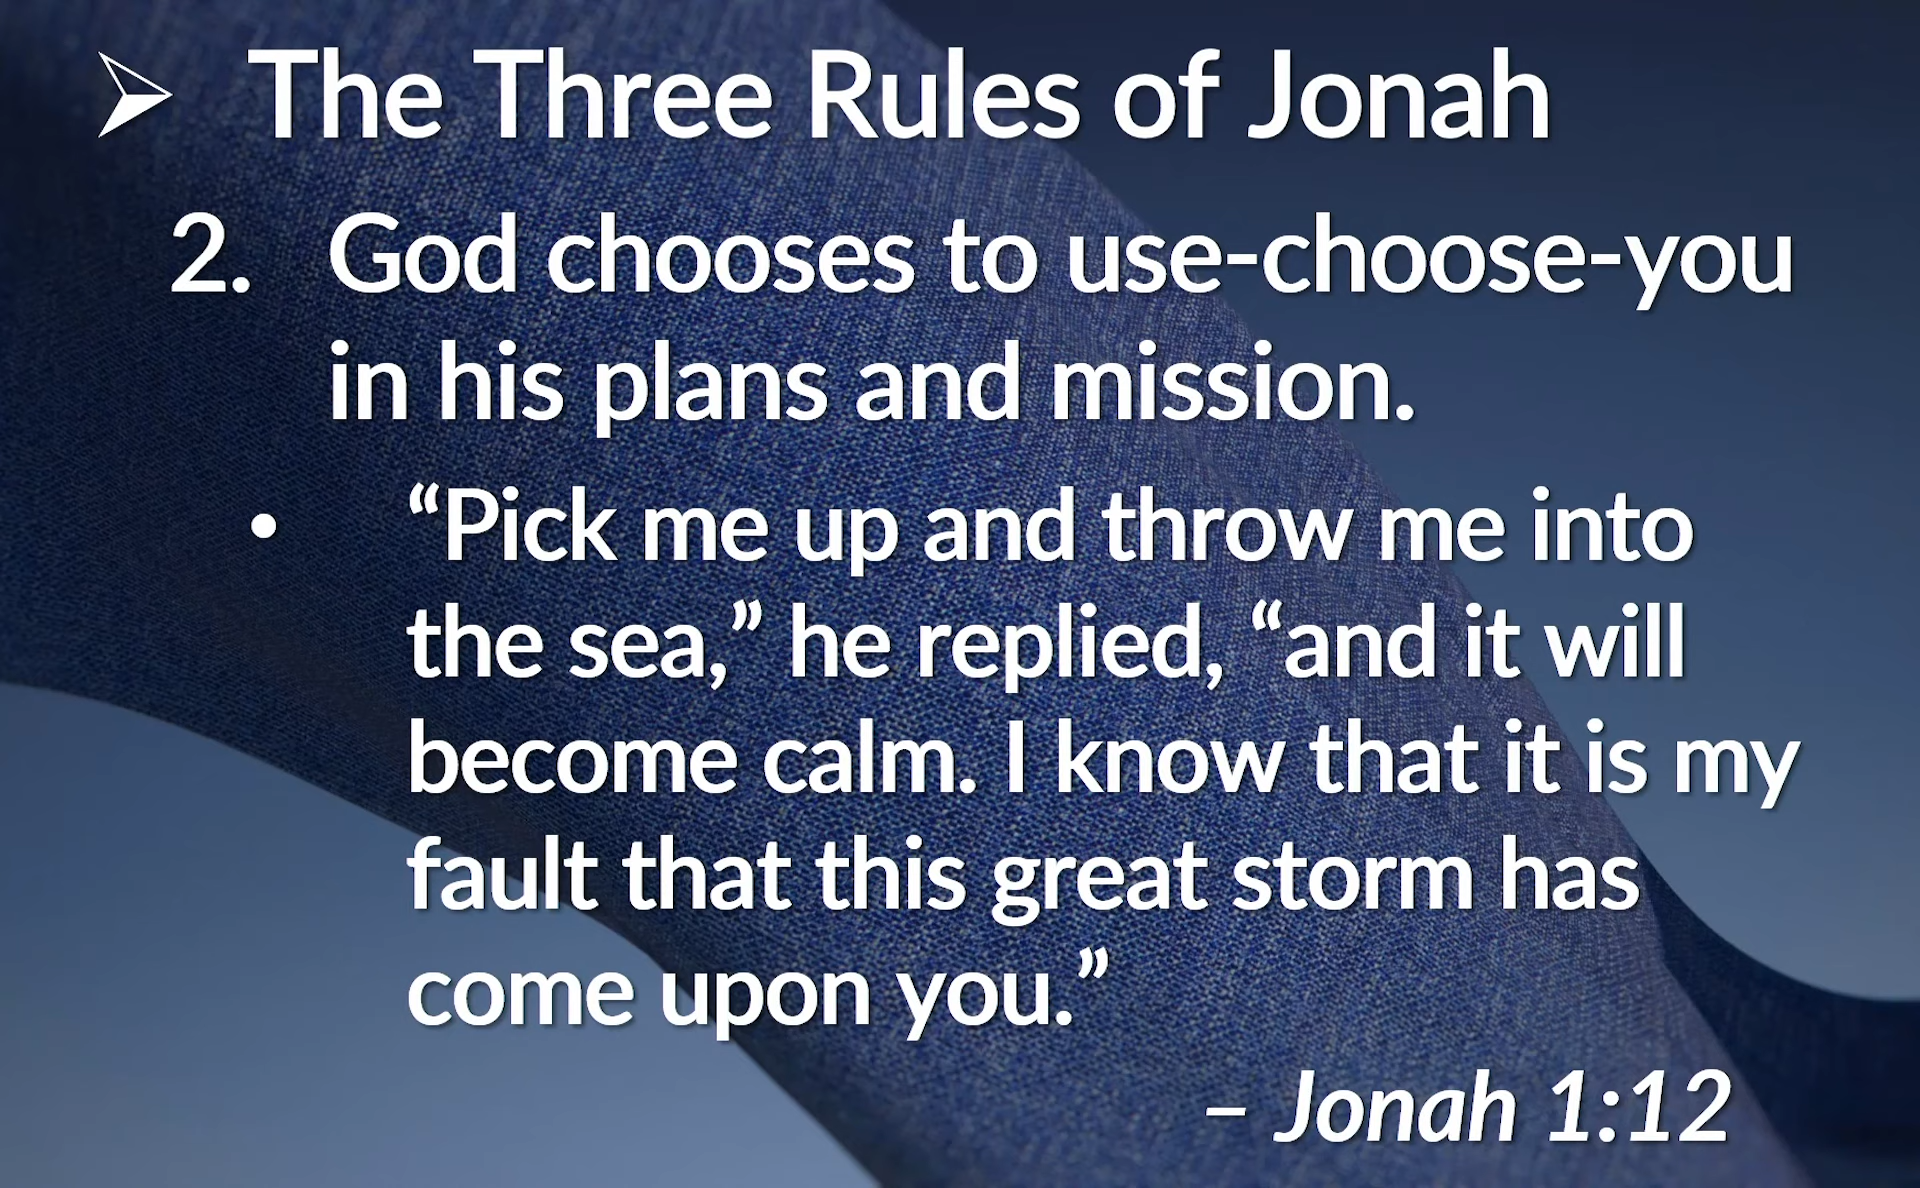 ➢ The Three Rules of Jonah
2. God chooses to use-choose-you
in his plans and mission.
• “Pick me up and throw me into
the sea,” he replied, “and it will
become calm. I know that it is my
fault that this great storm has
come upon you.”
– Jonah 1:12